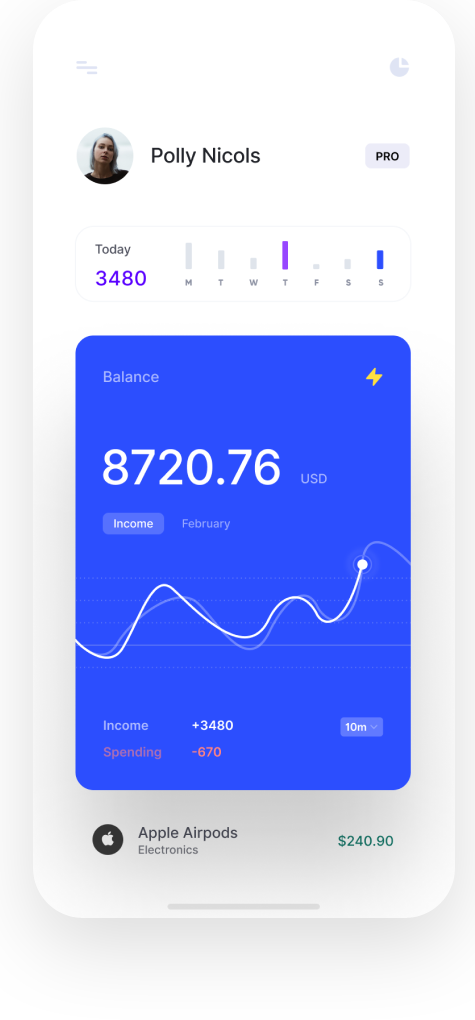 Polly Nicols
PRO
Today
3480
M T W T F S S
Balance
8720.76 USD
Income February
Income +3480
10m
Spending -670
Apple Airpods
Electronics
$240.90